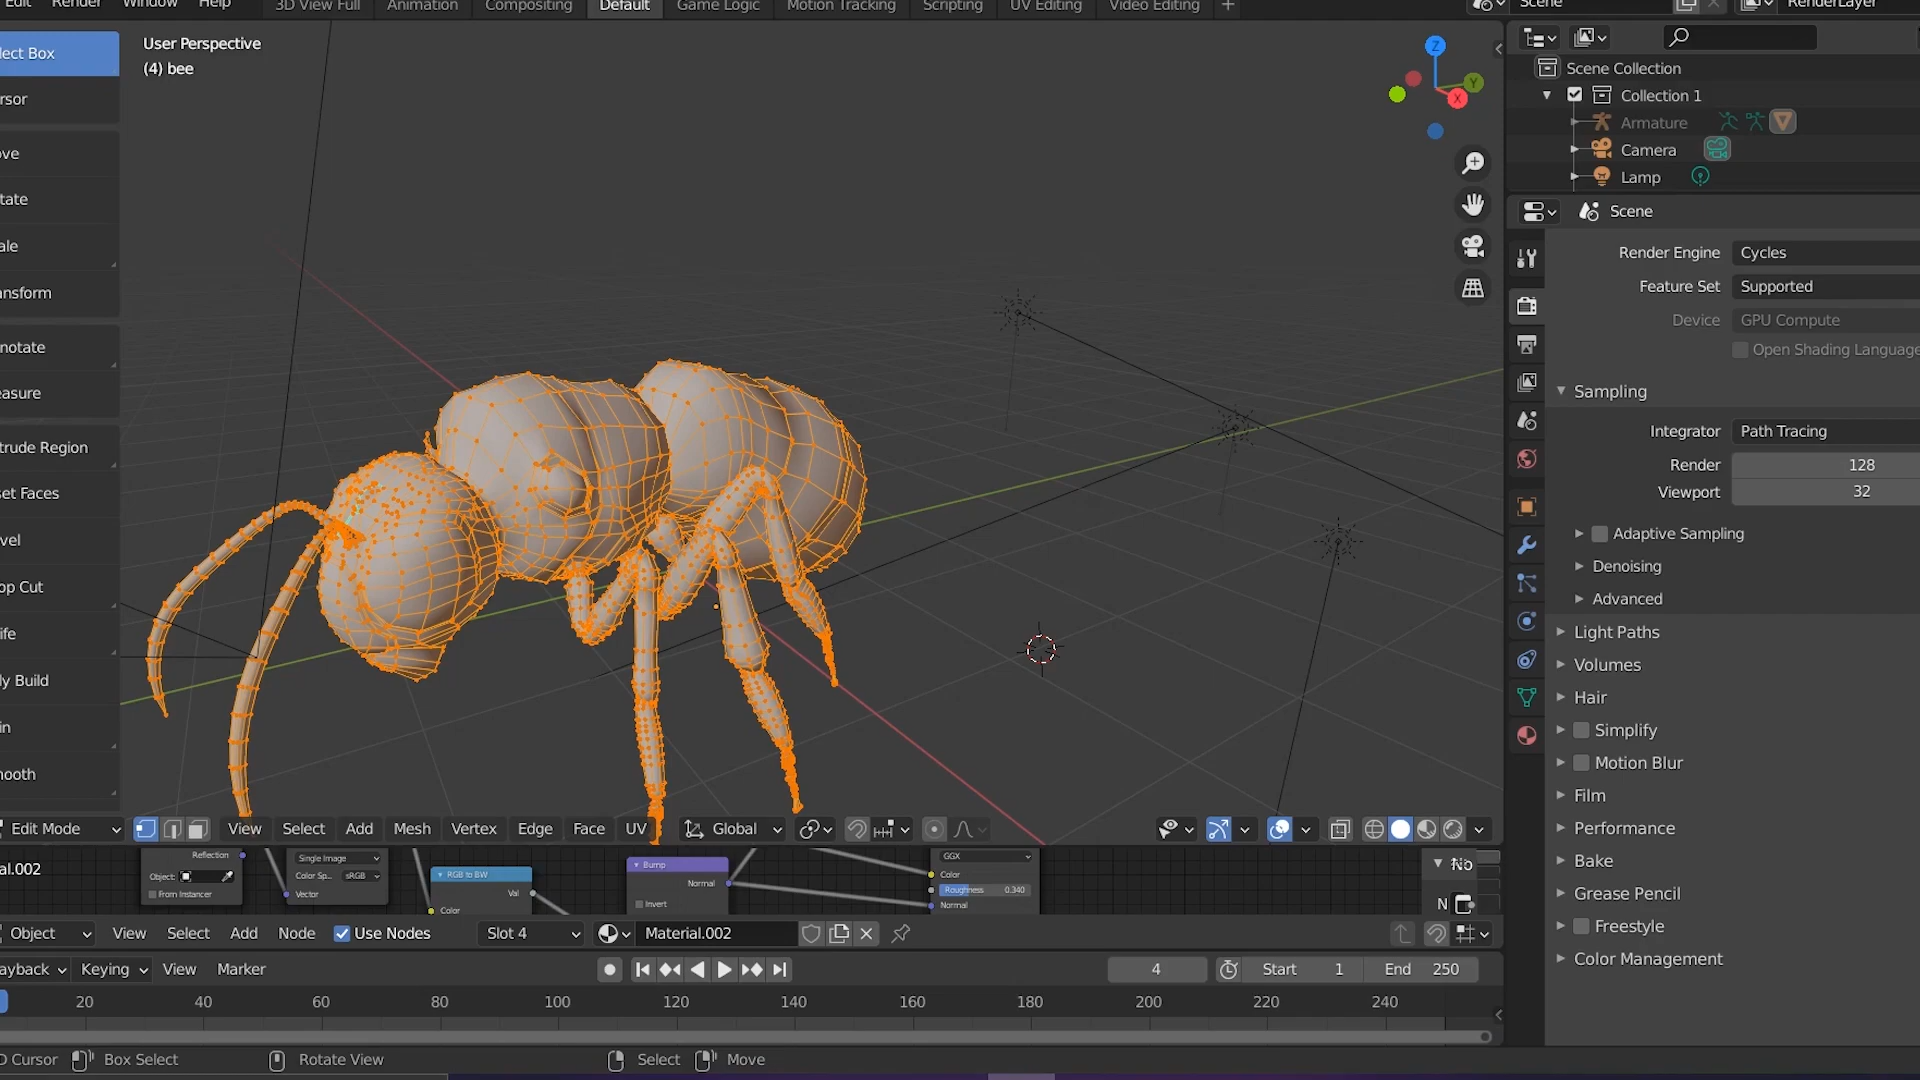 Edit Render Window Help 3D View Full Animation Compositing Default Game Logic Motion Tracking Scripting UV Editing Video Editing + Scene RenderLayer
User Perspective
(4) bee
Z
Y
X
lect Box
rsor
ove
tate
ale
ansform
notate
easure
trude Region
set Faces
vel
op Cut
ife
ly Build
in
nooth
Scene Collection
Collection 1
Armature
Camera
Lamp
Scene
Render Engine Cycles
Feature Set Supported
Device GPU Compute
Open Shading Language
Sampling
Integrator Path Tracing
Render 128
Viewport 32
Adaptive Sampling
Denoising
Advanced
Light Paths
Volumes
Hair
Simplify
Motion Blur
Film
Performance
Bake
Grease Pencil
Freestyle
Color Management
Edit Mode View Select Add Mesh Vertex Edge Face UV Global
al.002
Reflection
Object:
From Instancer
Single Image
Color Sp... sRGB
Vector
RGB to BW
Val
Color
Bump
Normal
Invert
GGX
Color
Roughness 0.340
Normal
No
N
Object View Select Add Node Use Nodes Slot 4 Material.002
ayback Keying View Marker 4 Start 1 End 250
20 40 60 80 100 120 140 160 180 200 220 240
D Cursor Box Select Rotate View Select Move